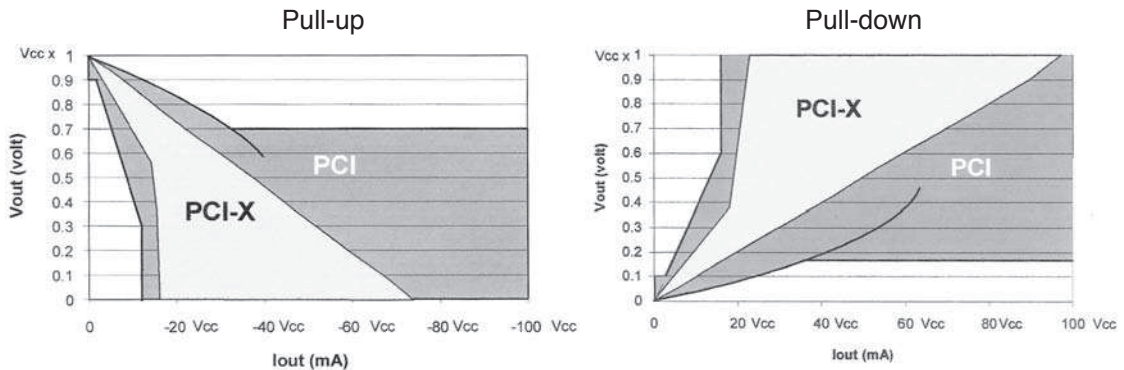 Pull-up
Vcc x 1
0.9
0.8
0.7
0.6
0.5
0.4
0.3
0.2
0.1
0
Vout (volt)
PCI
PCI-X
0 -20 Vcc -40 Vcc -60 Vcc -80 Vcc -100 Vcc
Iout (mA)
Pull-down
Vcc x 1
0.9
0.8
0.7
0.6
0.5
0.4
0.3
0.2
0.1
0
Vout (volt)
PCI-X
PCI
0 20 Vcc 40 Vcc 60 Vcc 80 Vcc 100 Vcc
Iout (mA)